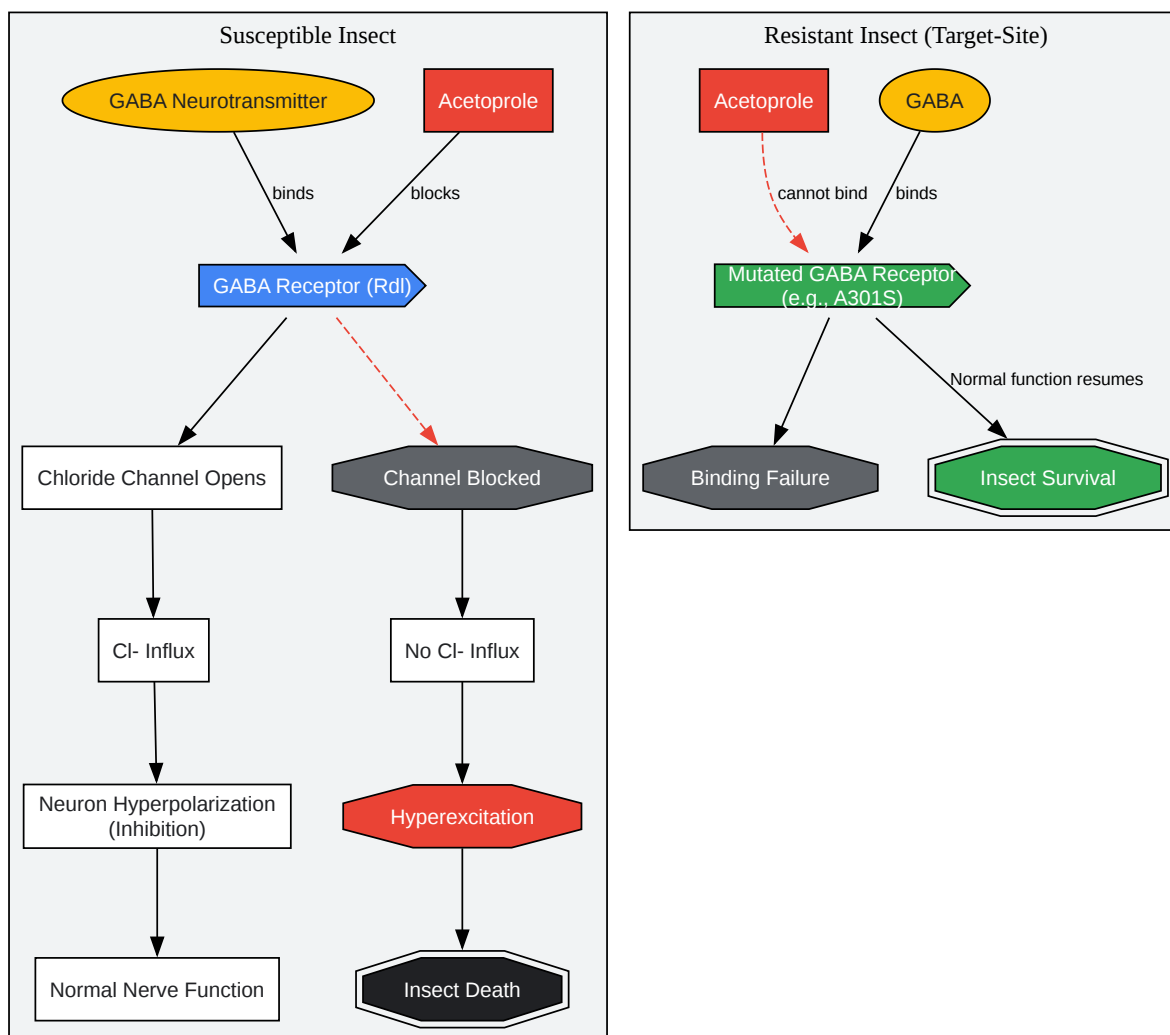 Susceptible Insect
GABA Neurotransmitter
Acetoprole
binds
blocks
GABA Receptor (Rdl)
Chloride Channel Opens
Channel Blocked
Cl- Influx
No Cl- Influx
Neuron Hyperpolarization
(Inhibition)
Hyperexcitation
Normal Nerve Function
Insect Death
Resistant Insect (Target-Site)
Acetoprole
GABA
cannot bind
binds
Mutated GABA Receptor
(e.g., A301S)
Normal function resumes
Binding Failure
Insect Survival